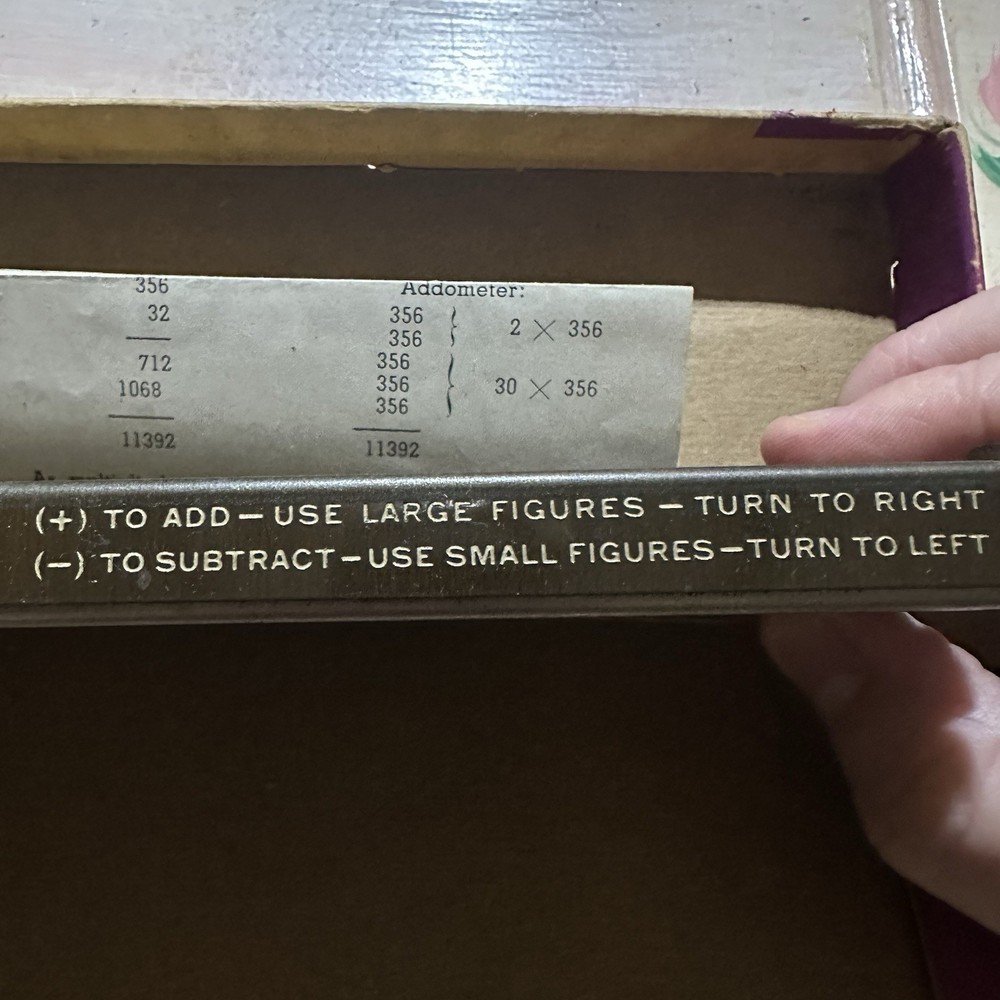 356
32
712
1068
11392
Addometer:
356
356
2 × 356
356
356
356
30 × 356
11392
(+) TO ADD — USE LARGE FIGURES — TURN TO RIGHT
(—) TO SUBTRACT — USE SMALL FIGURES — TURN TO LEFT